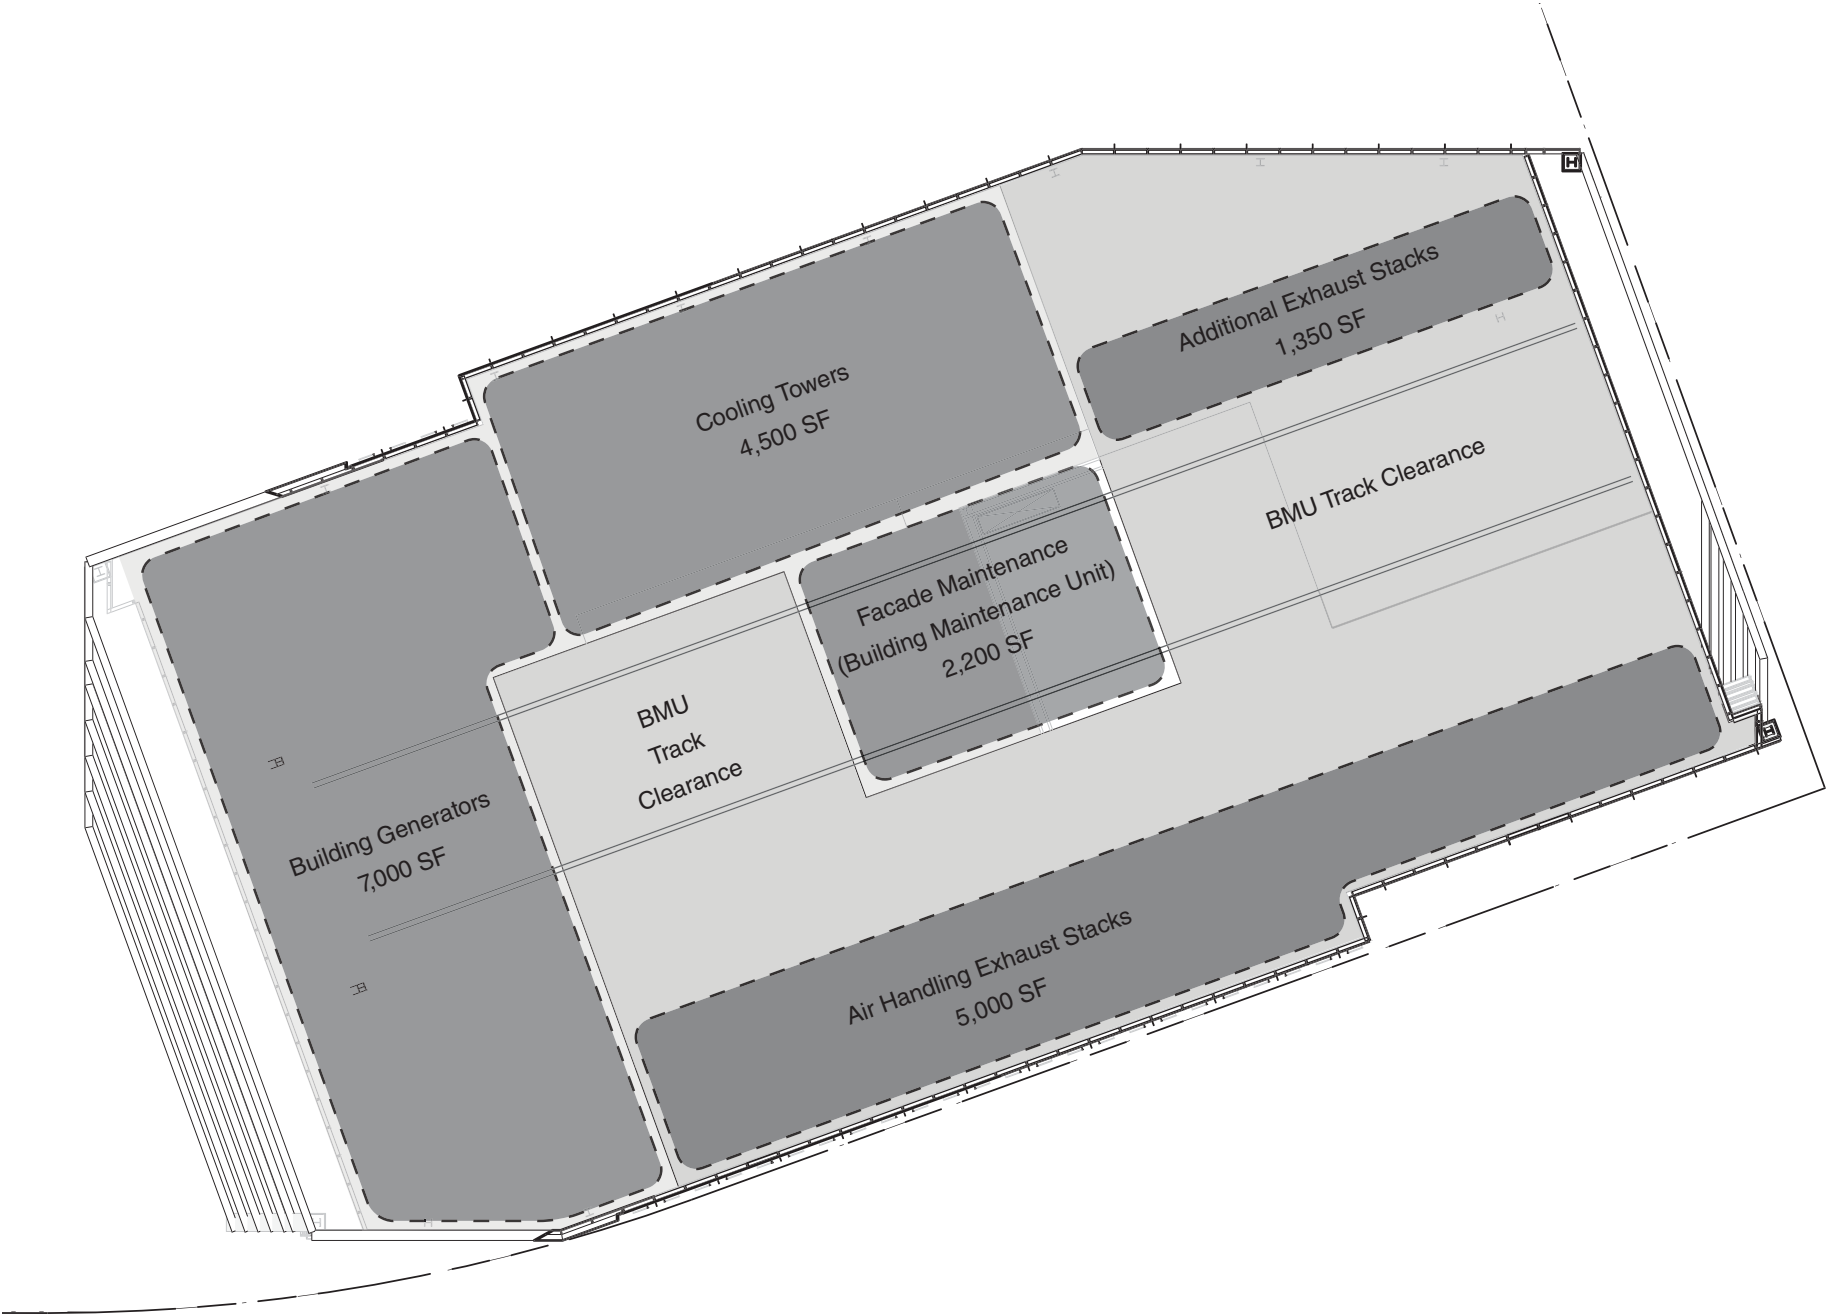 Additional Exhaust Stacks
1,350 SF
Cooling Towers
4,500 SF
BMU Track Clearance
Facade Maintenance
(Building Maintenance Unit)
2,200 SF
BMU
Track
Clearance
Building Generators
7,000 SF
Air Handling Exhaust Stacks
5,000 SF